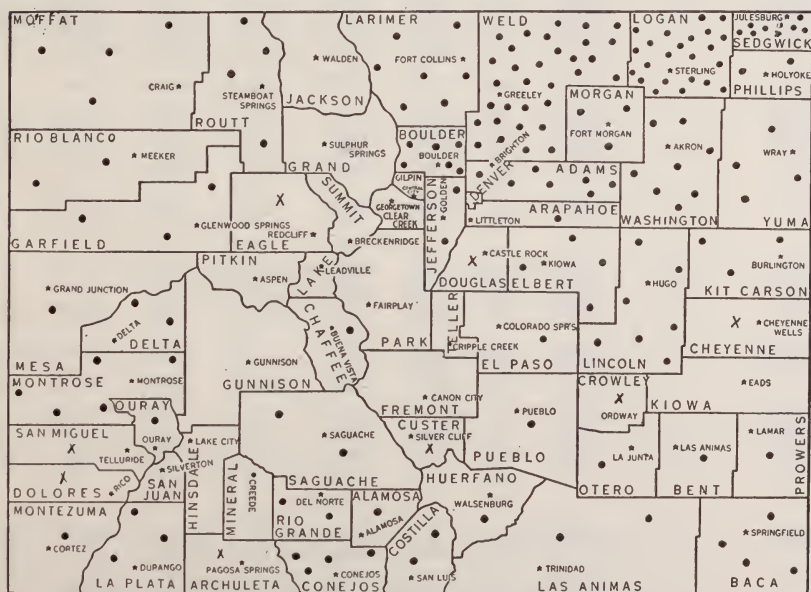 MOFFAT
LARIMER
WELD
LOGAN
JULESBURG
SEDGWICK
WALDEN
FORT COLLINS
CRAIG
STEAMBOAT
SPRINGS
GREELEY
STERLING
HOLYOKE
PHILLIPS
JACKSON
MORGAN
ROUTT
FORT MORGAN
RIO BLANCO
MEEKER
SULPHUR
SPRINGS
BOULDER
BOULDER
BRIGHTON
AKRON
WRAY
GRAND
GILPIN
CENTRAL
CITY
DENVER
ADAMS
SUMMIT
GEORGETOWN
CLEAR
CREEK
JEFFERSON
GOLDEN
ARAPAHOE
GLENWOOD SPRINGS
REDCLIFF
LITTLETON
WASHINGTON
YUMA
GARFIELD
EAGLE
BRECKENRIDGE
PITKIN
LAKE
LEADVILLE
CASTLE ROCK
KIOWA
HUGO
BURLINGTON
ASPEN
GRAND JUNCTION
DOUGLAS
ELBERT
KIT CARSON
FAIRPLAY
TELLER
DELTA
DELTA
CHAFFEE
BUENA VISTA
COLORADO SPR'S
CHEYENNE
WELLS
PARK
CRIPPLE CREEK
MESA
GUNNISON
EL PASO
LINCOLN
CHEYENNE
MONTROSE
MONTROSE
GUNNISON
CROWLEY
EADS
CANON CITY
OURAY
FREMONT
PUEBLO
ORDWAY
KIOWA
SAN MIGUEL
OURAY
LAKE CITY
SAGUACHE
CUSTER
SILVER CLIFF
LAMAR
PROWERS
TELLURIDE
LA JUNTA
LAS ANIMAS
SILVERTON
PUEBLO
DOLORES
RICO
SAN
JUAN
HINSDALE
MINERAL
CREEDE
SAGUACHE
HUERFANO
OTERO
BENT
MONTEZUMA
DEL NORTE
ALAMOSA
WALSENBURG
RIO
GRANDE
ALAMOSA
COSTILLA
SPRINGFIELD
CORTEZ
DURANGO
PAGOSA SPRINGS
CONEJOS
SAN LUIS
TRINIDAD
LA PLATA
ARCHULETA
CONEJOS
LAS ANIMAS
BACA